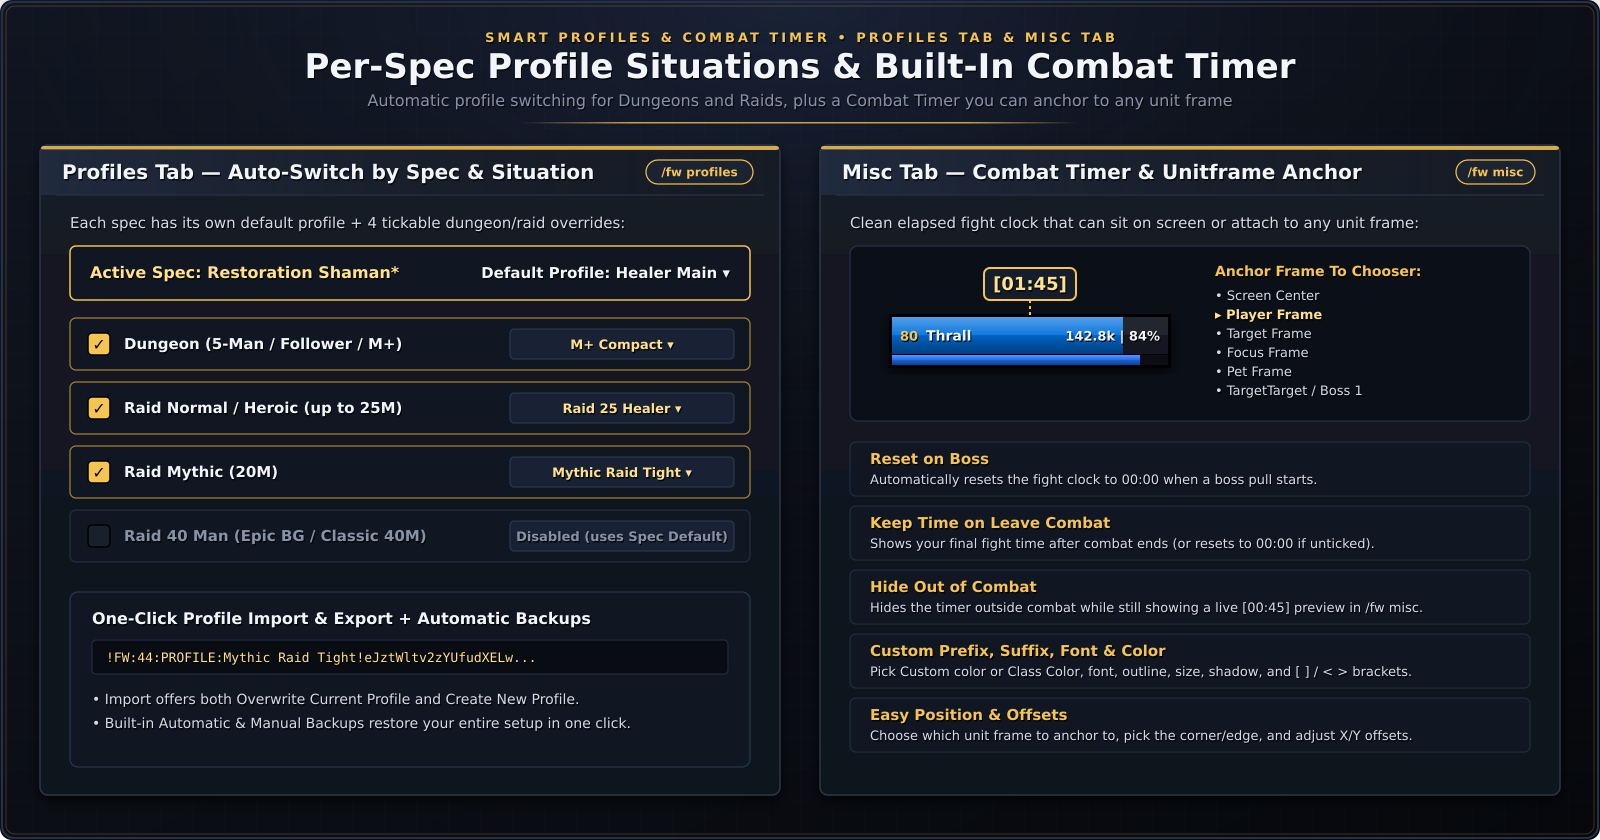 SMART PROFILES & COMBAT TIMER • PROFILES TAB & MISC TAB
Per-Spec Profile Situations & Built-In Combat Timer
Automatic profile switching for Dungeons and Raids, plus a Combat Timer you can anchor to any unit frame
Profiles Tab — Auto-Switch by Spec & Situation
/fw profiles
Each spec has its own default profile + 4 tickable dungeon/raid overrides:
Active Spec: Restoration Shaman*
Default Profile: Healer Main ▾
✓ Dungeon (5-Man / Follower / M+)
M+ Compact ▾
✓ Raid Normal / Heroic (up to 25M)
Raid 25 Healer ▾
✓ Raid Mythic (20M)
Mythic Raid Tight ▾
Raid 40 Man (Epic BG / Classic 40M)
Disabled (uses Spec Default)
One-Click Profile Import & Export + Automatic Backups
!FW:44:PROFILE:Mythic Raid Tight!eJztWltv2zYUfudXELw...
• Import offers both Overwrite Current Profile and Create New Profile.
• Built-in Automatic & Manual Backups restore your entire setup in one click.
Misc Tab — Combat Timer & Unitframe Anchor
/fw misc
Clean elapsed fight clock that can sit on screen or attach to any unit frame:
[01:45]
80 Thrall
142.8k | 84%
Anchor Frame To Chooser:
• Screen Center
▸ Player Frame
• Target Frame
• Focus Frame
• Pet Frame
• TargetTarget / Boss 1
Reset on Boss
Automatically resets the fight clock to 00:00 when a boss pull starts.
Keep Time on Leave Combat
Shows your final fight time after combat ends (or resets to 00:00 if unticked).
Hide Out of Combat
Hides the timer outside combat while still showing a live [00:45] preview in /fw misc.
Custom Prefix, Suffix, Font & Color
Pick Custom color or Class Color, font, outline, size, shadow, and [ ] / < > brackets.
Easy Position & Offsets
Choose which unit frame to anchor to, pick the corner/edge, and adjust X/Y offsets.